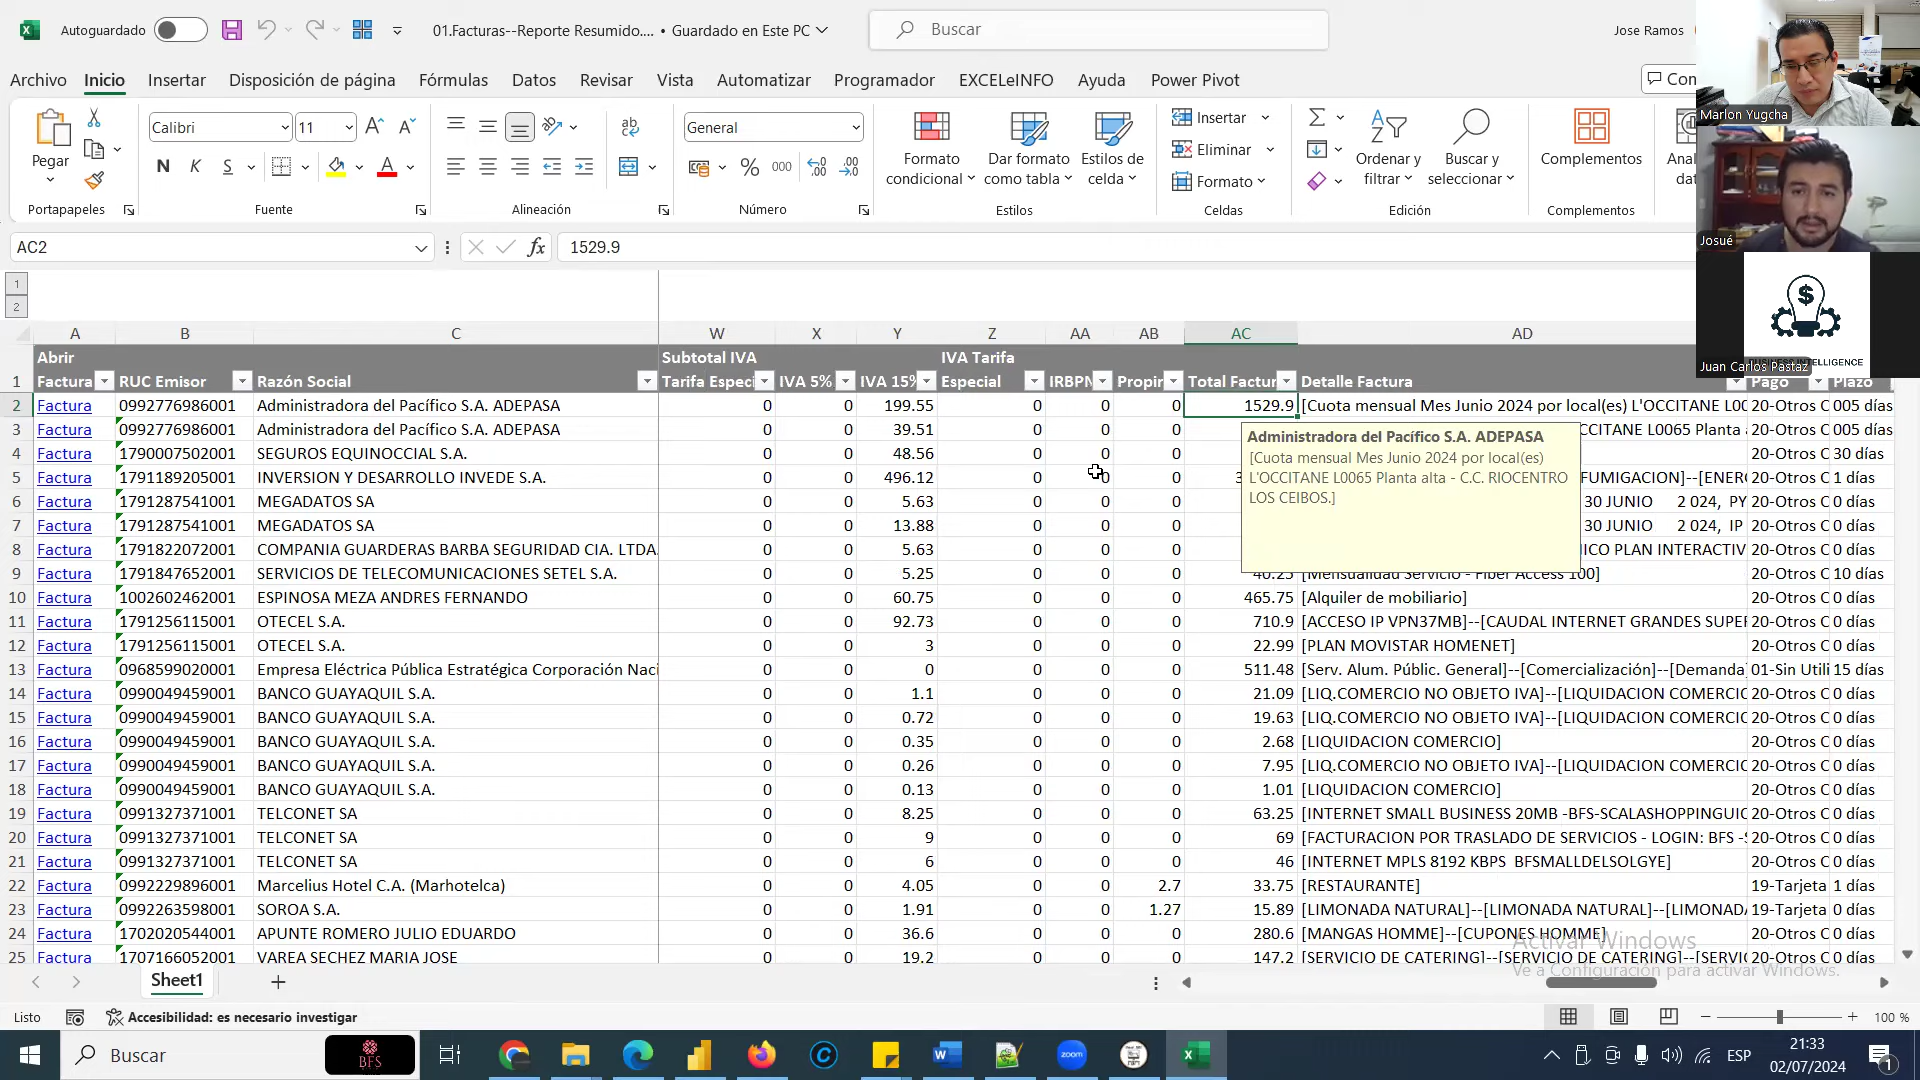 Autoguardado
01.Facturas--Reporte Resumido.... • Guardado en Este PC
Buscar
Jose Ramos
Archivo Inicio Insertar Disposición de página Fórmulas Datos Revisar Vista Automatizar Programador EXCELeINFO Ayuda Power Pivot
Pegar
Portapapeles
Calibri 11
N K S
Fuente
Alineación
General
% 000
Número
Formato condicional
Dar formato como tabla
Estilos de celda
Estilos
Insertar
Eliminar
Formato
Celdas
Ordenar y filtrar
Buscar y seleccionar
Edición
Complementos
Complementos
Marlon Yugcha
Josué
BUSINESS INTELLIGENCE
Juan Carlos Pastaz
AC2 fx 1529.9
1
2
A B C W X Y Z AA AB AC AD
Abrir Subtotal IVA IVA Tarifa
1 Factura RUC Emisor Razón Social Tarifa Especi IVA 5% IVA 15% Especial IRBPN Propin Total Factur Detalle Factura Pago Plazo
2 Factura 0992776986001 Administradora del Pacífico S.A. ADEPASA 0 0 199.55 0 0 0 1529.9 [Cuota mensual Mes Junio 2024 por local(es) L'OCCITANE L00 20-Otros C 005 días
3 Factura 0992776986001 Administradora del Pacífico S.A. ADEPASA 0 0 39.51 0 0 0 CCITANE L0065 Planta a 20-Otros C 005 días
4 Factura 1790007502001 SEGUROS EQUINOCCIAL S.A. 0 0 48.56 0 0 0 20-Otros C 30 días
5 Factura 1791189205001 INVERSION Y DESARROLLO INVEDE S.A. 0 0 496.12 0 0 0 3 FUMIGACION]--[ENERG 20-Otros C 1 días
6 Factura 1791287541001 MEGADATOS SA 0 0 5.63 0 0 0 30 JUNIO 2 024, PY 20-Otros C 0 días
7 Factura 1791287541001 MEGADATOS SA 0 0 13.88 0 0 0 30 JUNIO 2 024, IP 20-Otros C 0 días
8 Factura 1791822072001 COMPANIA GUARDERAS BARBA SEGURIDAD CIA. LTDA. 0 0 5.63 0 0 0 NICO PLAN INTERACTIV 20-Otros C 0 días
9 Factura 1791847652001 SERVICIOS DE TELECOMUNICACIONES SETEL S.A. 0 0 5.25 0 0 0 40.25 [Mensualidad Servicio - Fiber Access 100] 20-Otros C 10 días
10 Factura 1002602462001 ESPINOSA MEZA ANDRES FERNANDO 0 0 60.75 0 0 0 465.75 [Alquiler de mobiliario] 20-Otros C 0 días
11 Factura 1791256115001 OTECEL S.A. 0 0 92.73 0 0 0 710.9 [ACCESO IP VPN37MB]--[CAUDAL INTERNET GRANDES SUPER 20-Otros C 0 días
12 Factura 1791256115001 OTECEL S.A. 0 0 3 0 0 0 22.99 [PLAN MOVISTAR HOMENET] 20-Otros C 0 días
13 Factura 0968599020001 Empresa Eléctrica Pública Estratégica Corporación Naci 0 0 0 0 0 0 511.48 [Serv. Alum. Públic. General]--[Comercialización]--[Demanda] 01-Sin Utili 15 días
14 Factura 0990049459001 BANCO GUAYAQUIL S.A. 0 0 1.1 0 0 0 21.09 [LIQ.COMERCIO NO OBJETO IVA]--[LIQUIDACION COMERCIO 20-Otros C 0 días
15 Factura 0990049459001 BANCO GUAYAQUIL S.A. 0 0 0.72 0 0 0 19.63 [LIQ.COMERCIO NO OBJETO IVA]--[LIQUIDACION COMERCIO 20-Otros C 0 días
16 Factura 0990049459001 BANCO GUAYAQUIL S.A. 0 0 0.35 0 0 0 2.68 [LIQUIDACION COMERCIO] 20-Otros C 0 días
17 Factura 0990049459001 BANCO GUAYAQUIL S.A. 0 0 0.26 0 0 0 7.95 [LIQ.COMERCIO NO OBJETO IVA]--[LIQUIDACION COMERCIO 20-Otros C 0 días
18 Factura 0990049459001 BANCO GUAYAQUIL S.A. 0 0 0.13 0 0 0 1.01 [LIQUIDACION COMERCIO] 20-Otros C 0 días
19 Factura 0991327371001 TELCONET SA 0 0 8.25 0 0 0 63.25 [INTERNET SMALL BUSINESS 20MB -BFS-SCALASHOPPINGUIO 20-Otros C 0 días
20 Factura 0991327371001 TELCONET SA 0 0 9 0 0 0 69 [FACTURACION POR TRASLADO DE SERVICIOS - LOGIN: BFS -S 20-Otros C 0 días
21 Factura 0991327371001 TELCONET SA 0 0 6 0 0 0 46 [INTERNET MPLS 8192 KBPS BFSMALLDELSOLGYE] 20-Otros C 0 días
22 Factura 0992229896001 Marcelius Hotel C.A. (Marhotelca) 0 0 4.05 0 0 2.7 33.75 [RESTAURANTE] 19-Tarjeta 1 días
23 Factura 0992263598001 SOROA S.A. 0 0 1.91 0 0 1.27 15.89 [LIMONADA NATURAL]--[LIMONADA NATURAL]--[LIMONADA 19-Tarjeta 0 días
24 Factura 1702020544001 APUNTE ROMERO JULIO EDUARDO 0 0 36.6 0 0 0 280.6 [MANGAS HOMME]--[CUPONES HOMME] 20-Otros C 0 días
25 Factura 1707166052001 VAREA SECHEZ MARIA JOSE 0 0 19.2 0 0 0 147.2 [SERVICIO DE CATERING]--[SERVICIO DE CATERING]--[SERVIC 20-Otros C 0 días
Administradora del Pacífico S.A. ADEPASA
[Cuota mensual Mes Junio 2024 por local(es)
L'OCCITANE L0065 Planta alta - C.C. RIOCENTRO
LOS CEIBOS.]
Activar Windows
Ve a Configuración para activar Windows.
Sheet1
Listo Accesibilidad: es necesario investigar 100 %
Buscar BFS zoom ESP 21:33
02/07/2024
1